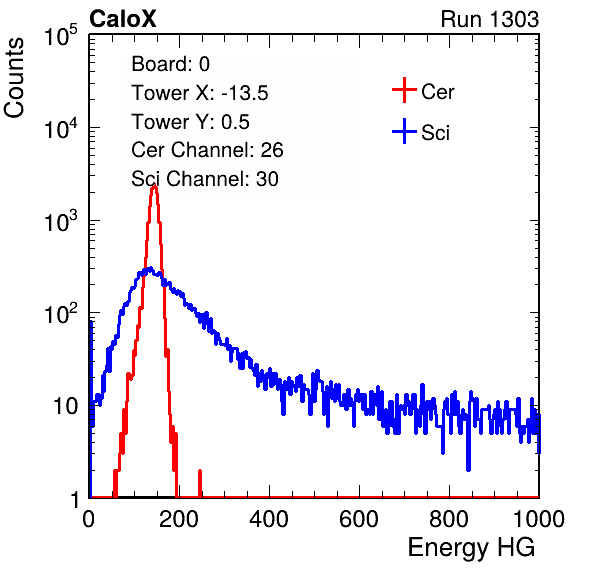 CaloX Run 1303
Counts
Board: 0
Tower X: -13.5
Tower Y: 0.5
Cer Channel: 26
Sci Channel: 30
Cer
Sci
10^5
10^4
10^3
10^2
10
1
0 200 400 600 800 1000
Energy HG